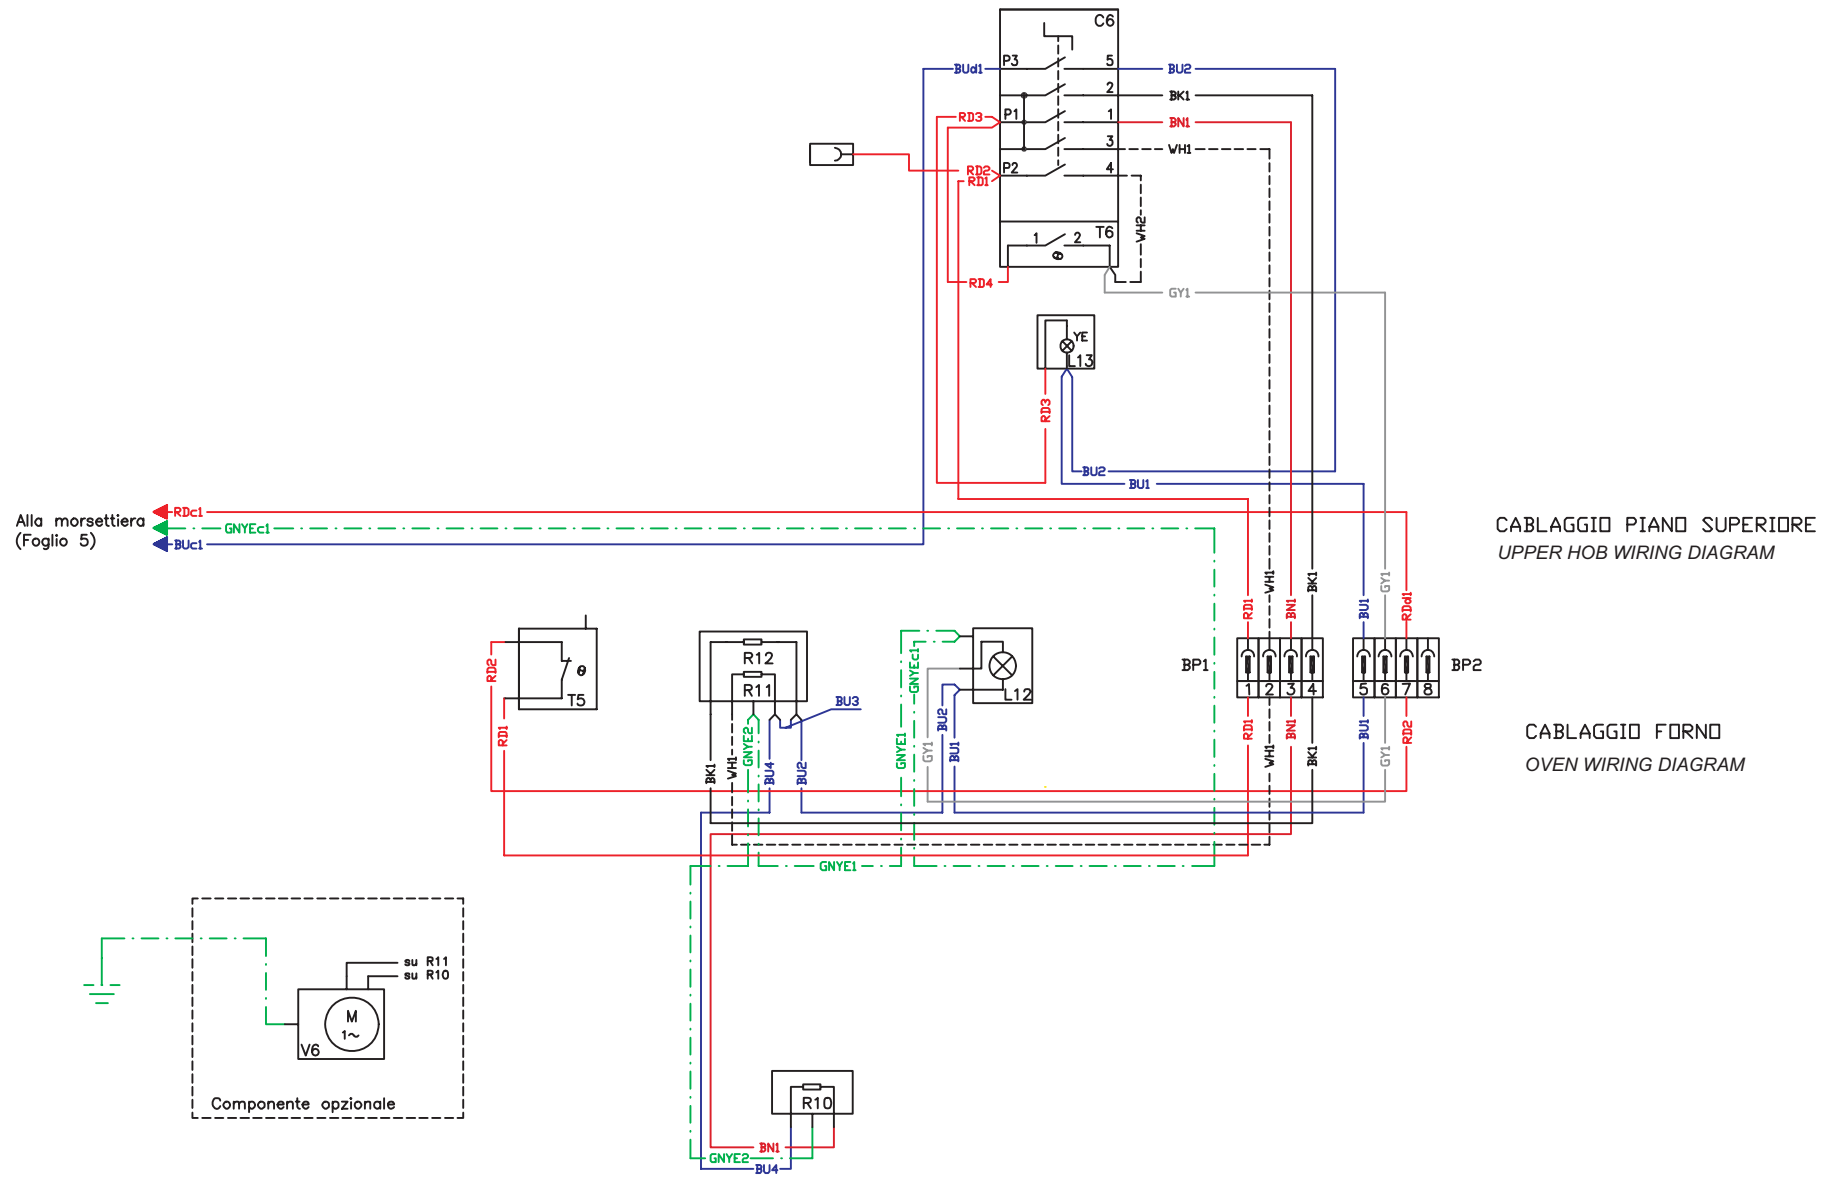 C6
P3
5
BUd1
BU2
2
BK1
P1
1
RD3
BN1
3
WH1
P2
4
RD2
RD1
WH2
T6
1
2
θ
RD4
GY1
YE
L13
RD3
BU2
BU1
Alla morsettiera
(Foglio 5)
RDc1
GNYEc1
BUc1
CABLAGGIO PIANO SUPERIORE
UPPER HOB WIRING DIAGRAM
RD1
WH1
BN1
BK1
BU1
GY1
RDd1
BP1
1
2
3
4
5
6
7
8
BP2
RD2
θ
T5
RD1
R12
R11
BU3
BK1
WH1
GNYE2
BU4
BU2
GNYE1
GNYEc1
GY1
BU2
BU1
L12
RD1
WH1
BN1
BK1
BU1
GY1
RD2
CABLAGGIO FORNO
OVEN WIRING DIAGRAM
GNYE1
su R11
su R10
M
1~
V6
Componente opzionale
R10
BN1
GNYE2
BU4